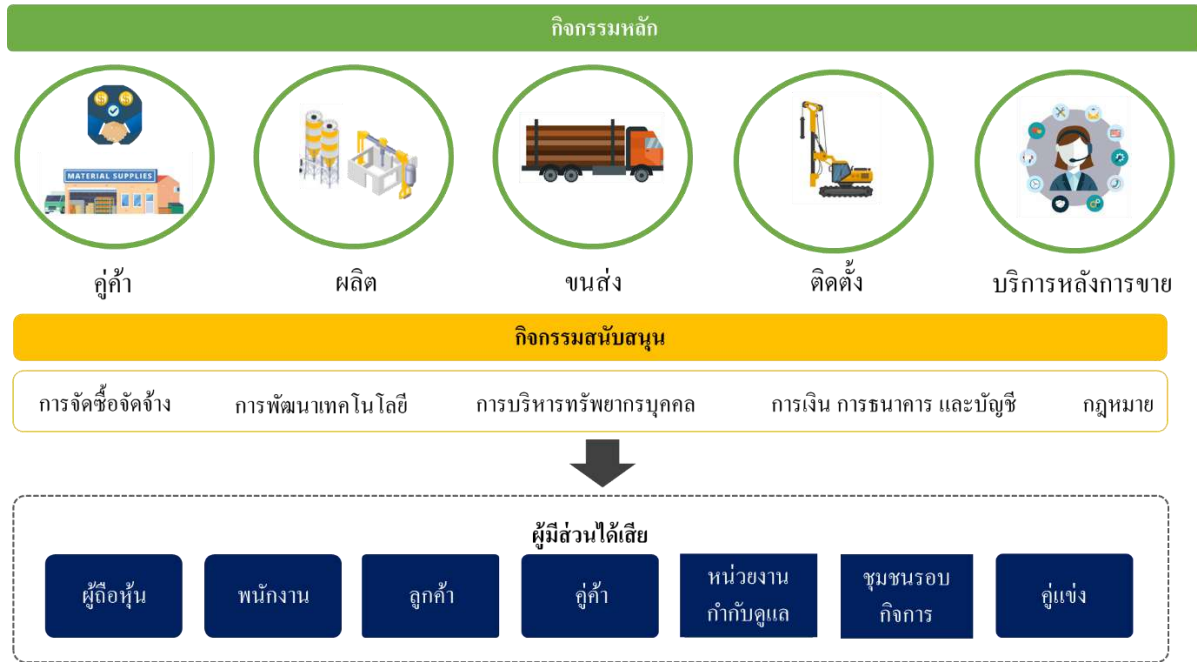 กิจกรรมหลัก
MATERIAL SUPPLIES
คู่ค้า
ผลิต
ขนส่ง
ติดตั้ง
บริการหลังการขาย
กิจกรรมสนับสนุน
การจัดซื้อจัดจ้าง
การพัฒนาเทคโนโลยี
การบริหารทรัพยากรบุคคล
การเงิน การธนาคาร และบัญชี
กฎหมาย
ผู้มีส่วนได้เสีย
ผู้ถือหุ้น
พนักงาน
ลูกค้า
คู่ค้า
หน่วยงาน
กำกับดูแล
ชุมชนรอบ
กิจการ
คู่แข่ง